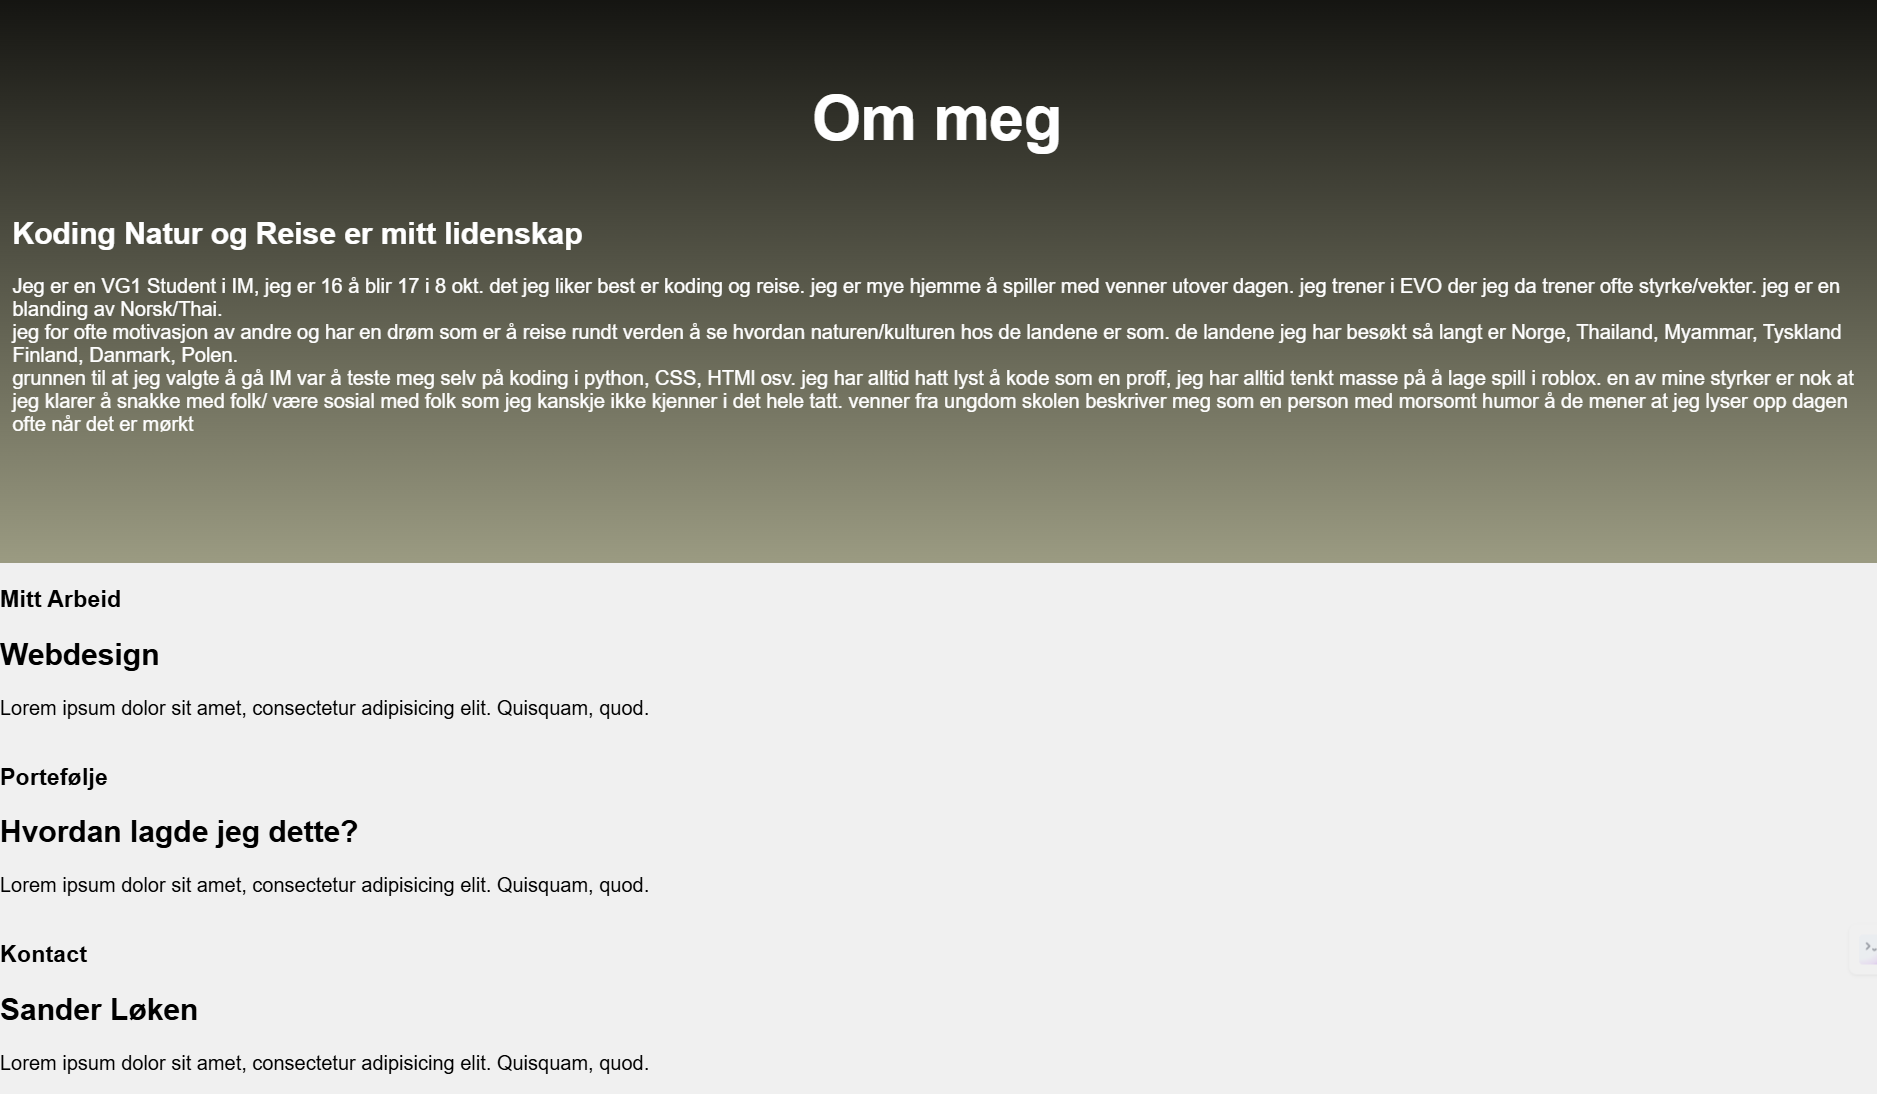 Om meg
Koding Natur og Reise er mitt lidenskap
Jeg er en VG1 Student i IM, jeg er 16 å blir 17 i 8 okt. det jeg liker best er koding og reise. jeg er mye hjemme å spiller med venner utover dagen. jeg trener i EVO der jeg da trener ofte styrke/vekter. jeg er en
blanding av Norsk/Thai.
jeg for ofte motivasjon av andre og har en drøm som er å reise rundt verden å se hvordan naturen/kulturen hos de landene er som. de landene jeg har besøkt så langt er Norge, Thailand, Myammar, Tyskland
Finland, Danmark, Polen.
grunnen til at jeg valgte å gå IM var å teste meg selv på koding i python, CSS, HTMl osv. jeg har alltid hatt lyst å kode som en proff, jeg har alltid tenkt masse på å lage spill i roblox. en av mine styrker er nok at
jeg klarer å snakke med folk/ være sosial med folk som jeg kanskje ikke kjenner i det hele tatt. venner fra ungdom skolen beskriver meg som en person med morsomt humor å de mener at jeg lyser opp dagen
ofte når det er mørkt
Mitt Arbeid
Webdesign
Lorem ipsum dolor sit amet, consectetur adipisicing elit. Quisquam, quod.
Portefølje
Hvordan lagde jeg dette?
Lorem ipsum dolor sit amet, consectetur adipisicing elit. Quisquam, quod.
Kontact
Sander Løken
Lorem ipsum dolor sit amet, consectetur adipisicing elit. Quisquam, quod.